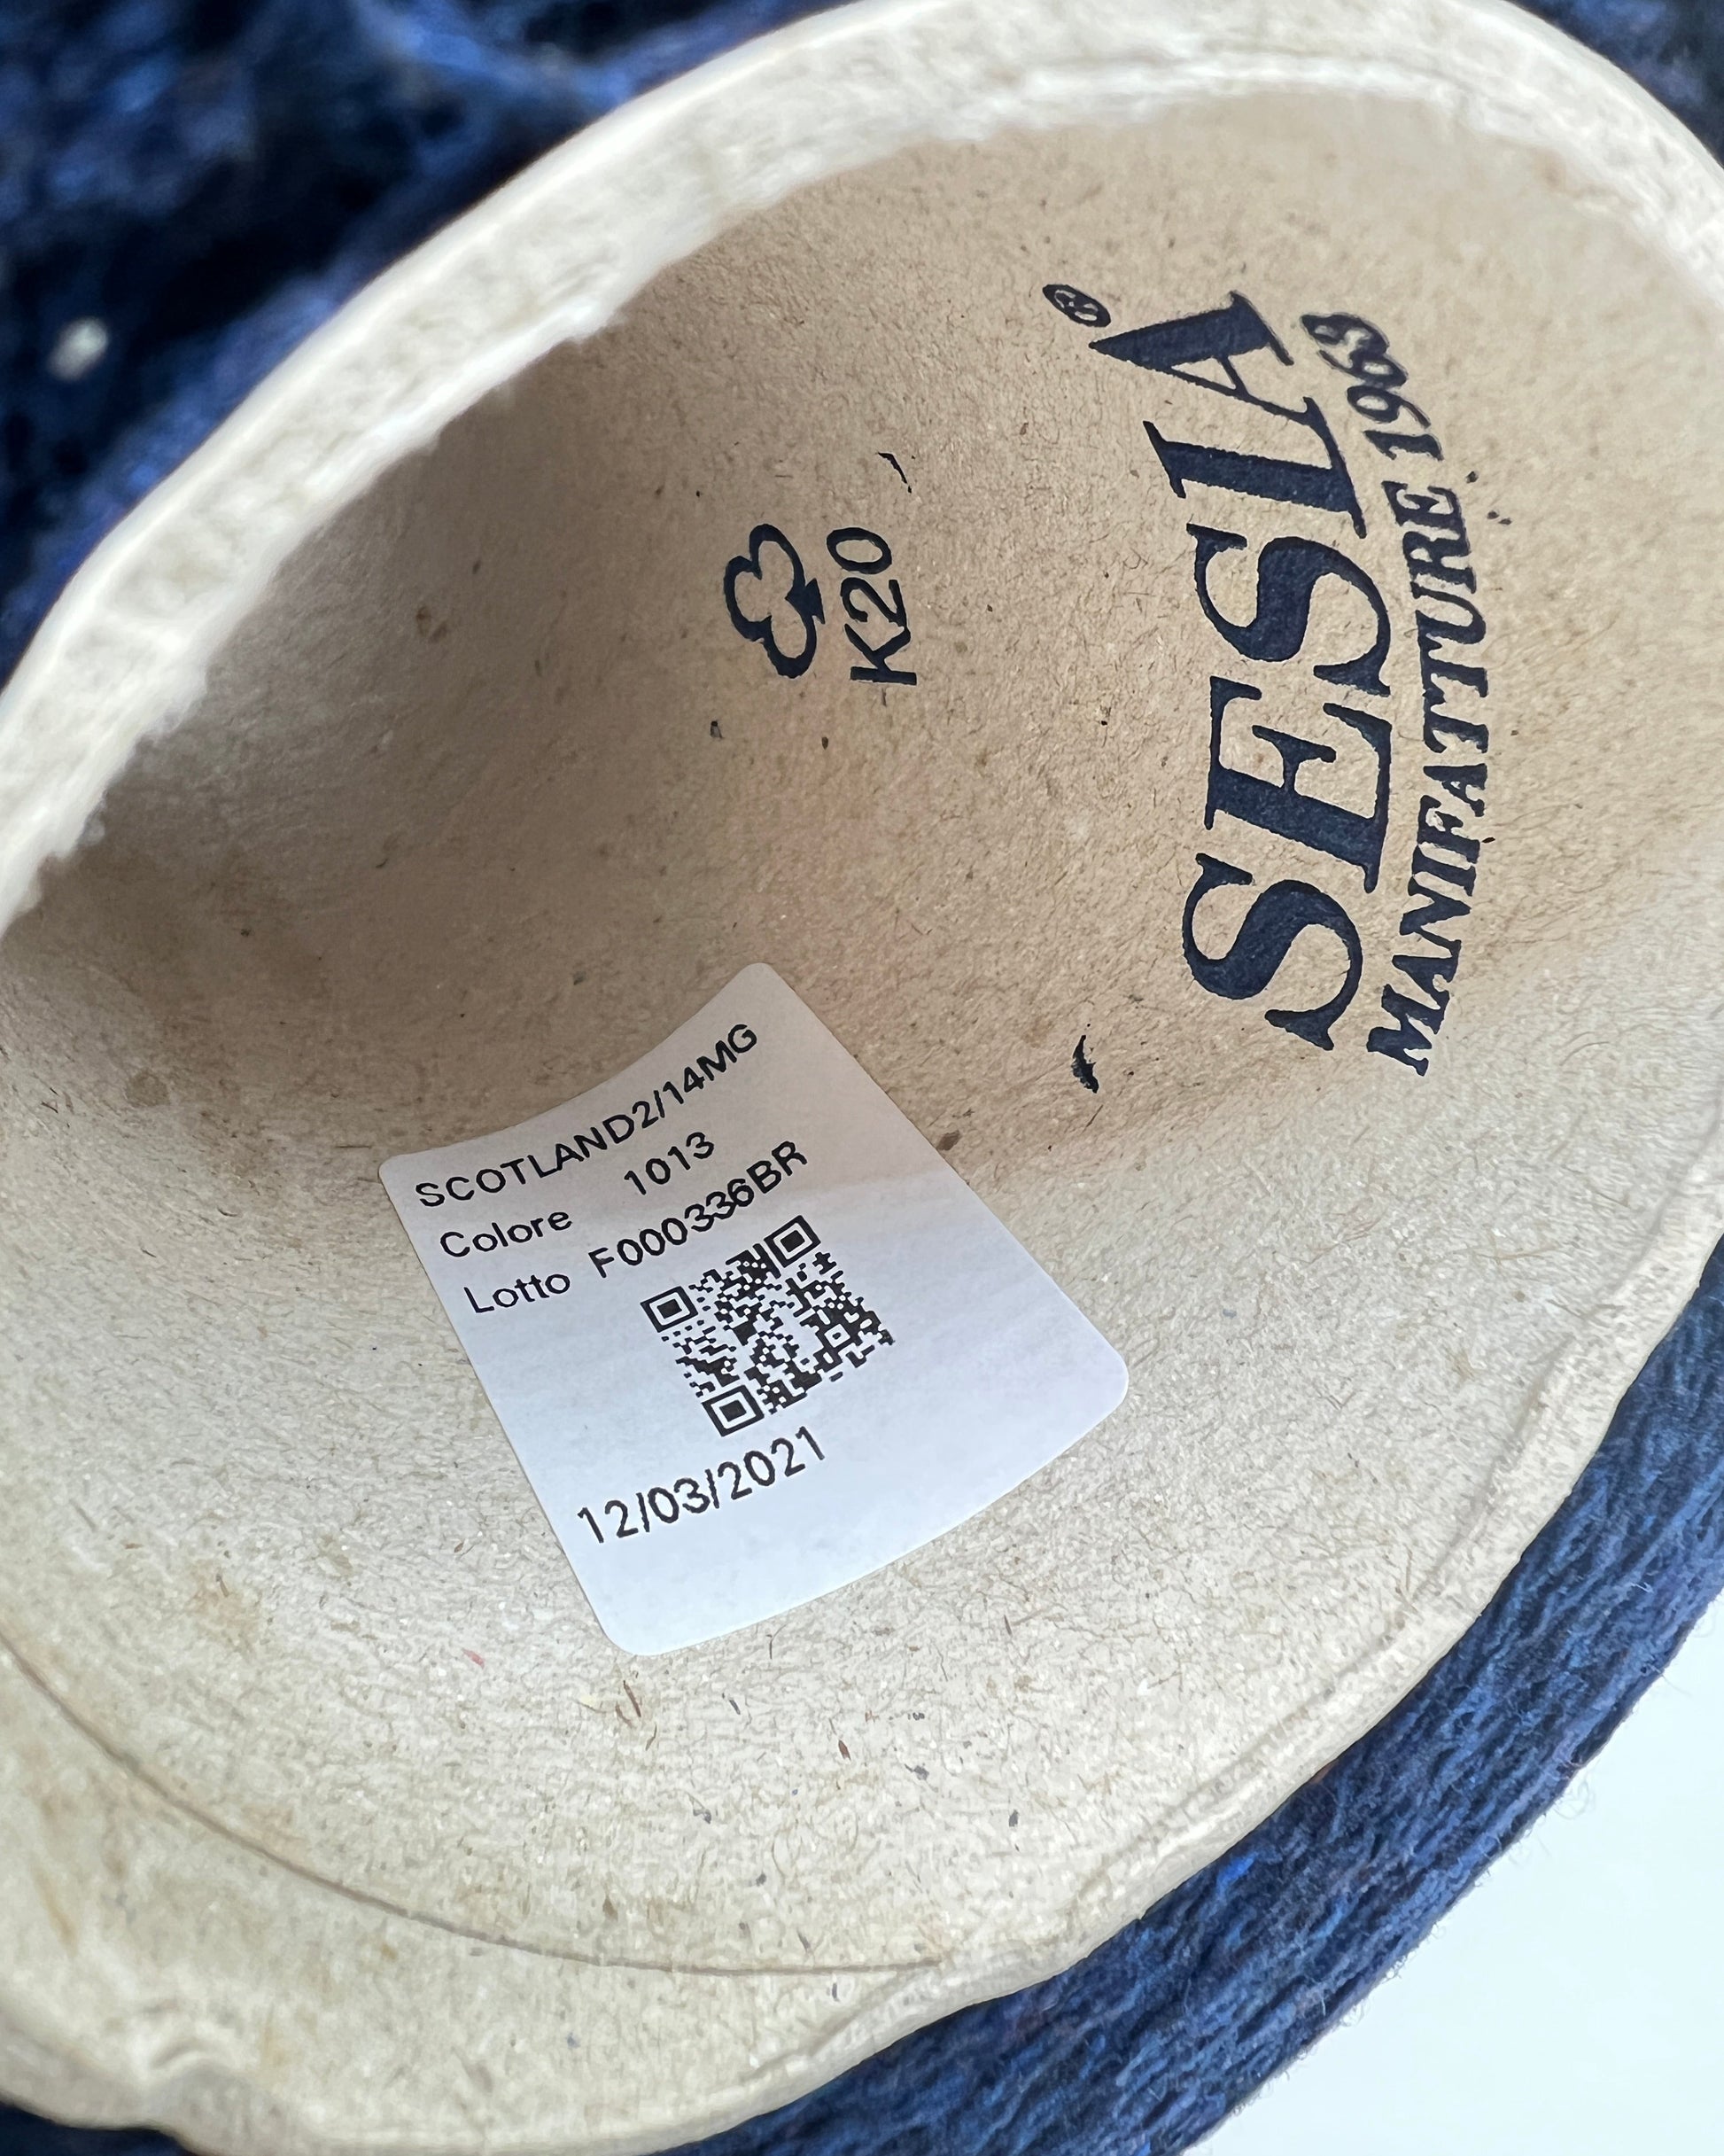 SESIA®
MANIFATTURE 1963
K20
SCOTLAND2/14MG
Colore 1013
Lotto F000336BR
12/03/2021